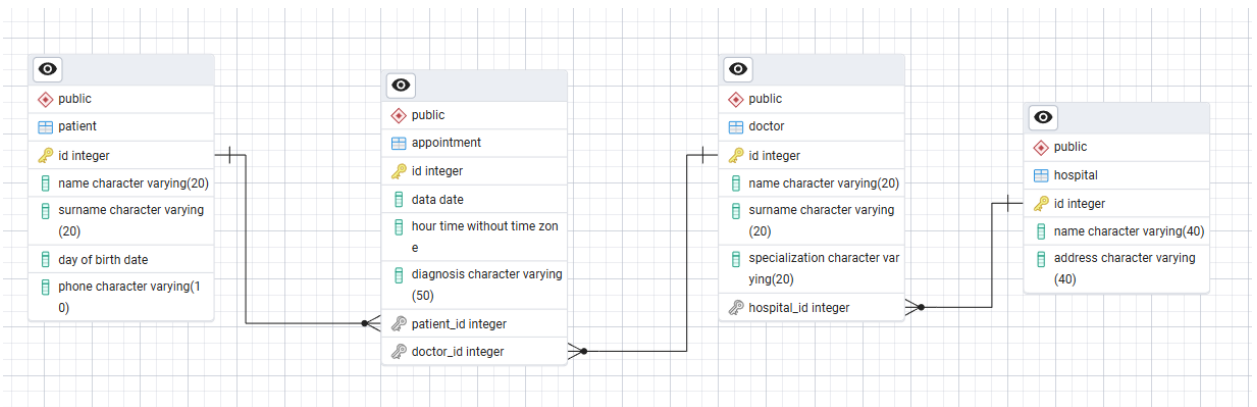 public
patient
id integer
name character varying(20)
surname character varying
(20)
day of birth date
phone character varying(1
0)
public
appointment
id integer
data date
hour time without time zon
e
diagnosis character varying
(50)
patient_id integer
doctor_id integer
public
doctor
id integer
name character varying(20)
surname character varying
(20)
specialization character var
ying(20)
hospital_id integer
public
hospital
id integer
name character varying(40)
address character varying
(40)